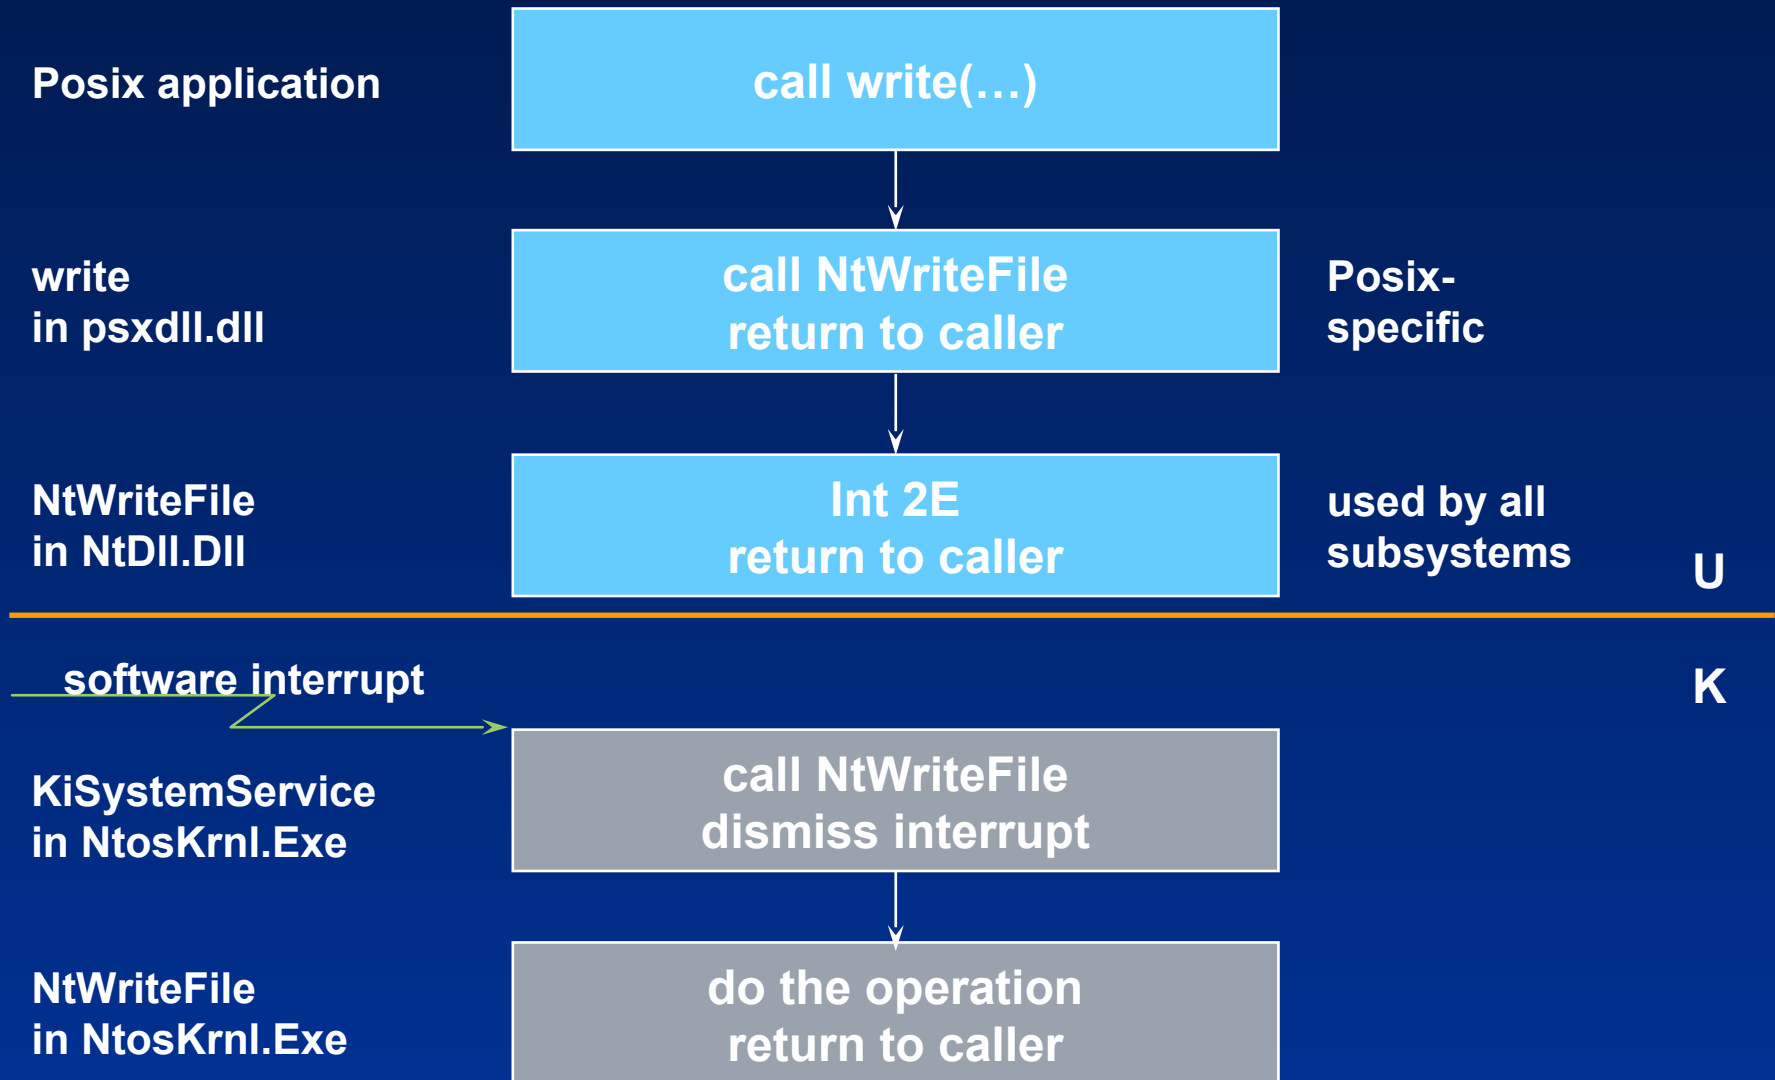 Posix application
call write(…)
write
in psxdll.dll
call NtWriteFile
return to caller
Posix-
specific
NtWriteFile
in NtDll.Dll
Int 2E
return to caller
used by all
subsystems
U
software interrupt
K
KiSystemService
in NtosKrnl.Exe
call NtWriteFile
dismiss interrupt
NtWriteFile
in NtosKrnl.Exe
do the operation
return to caller